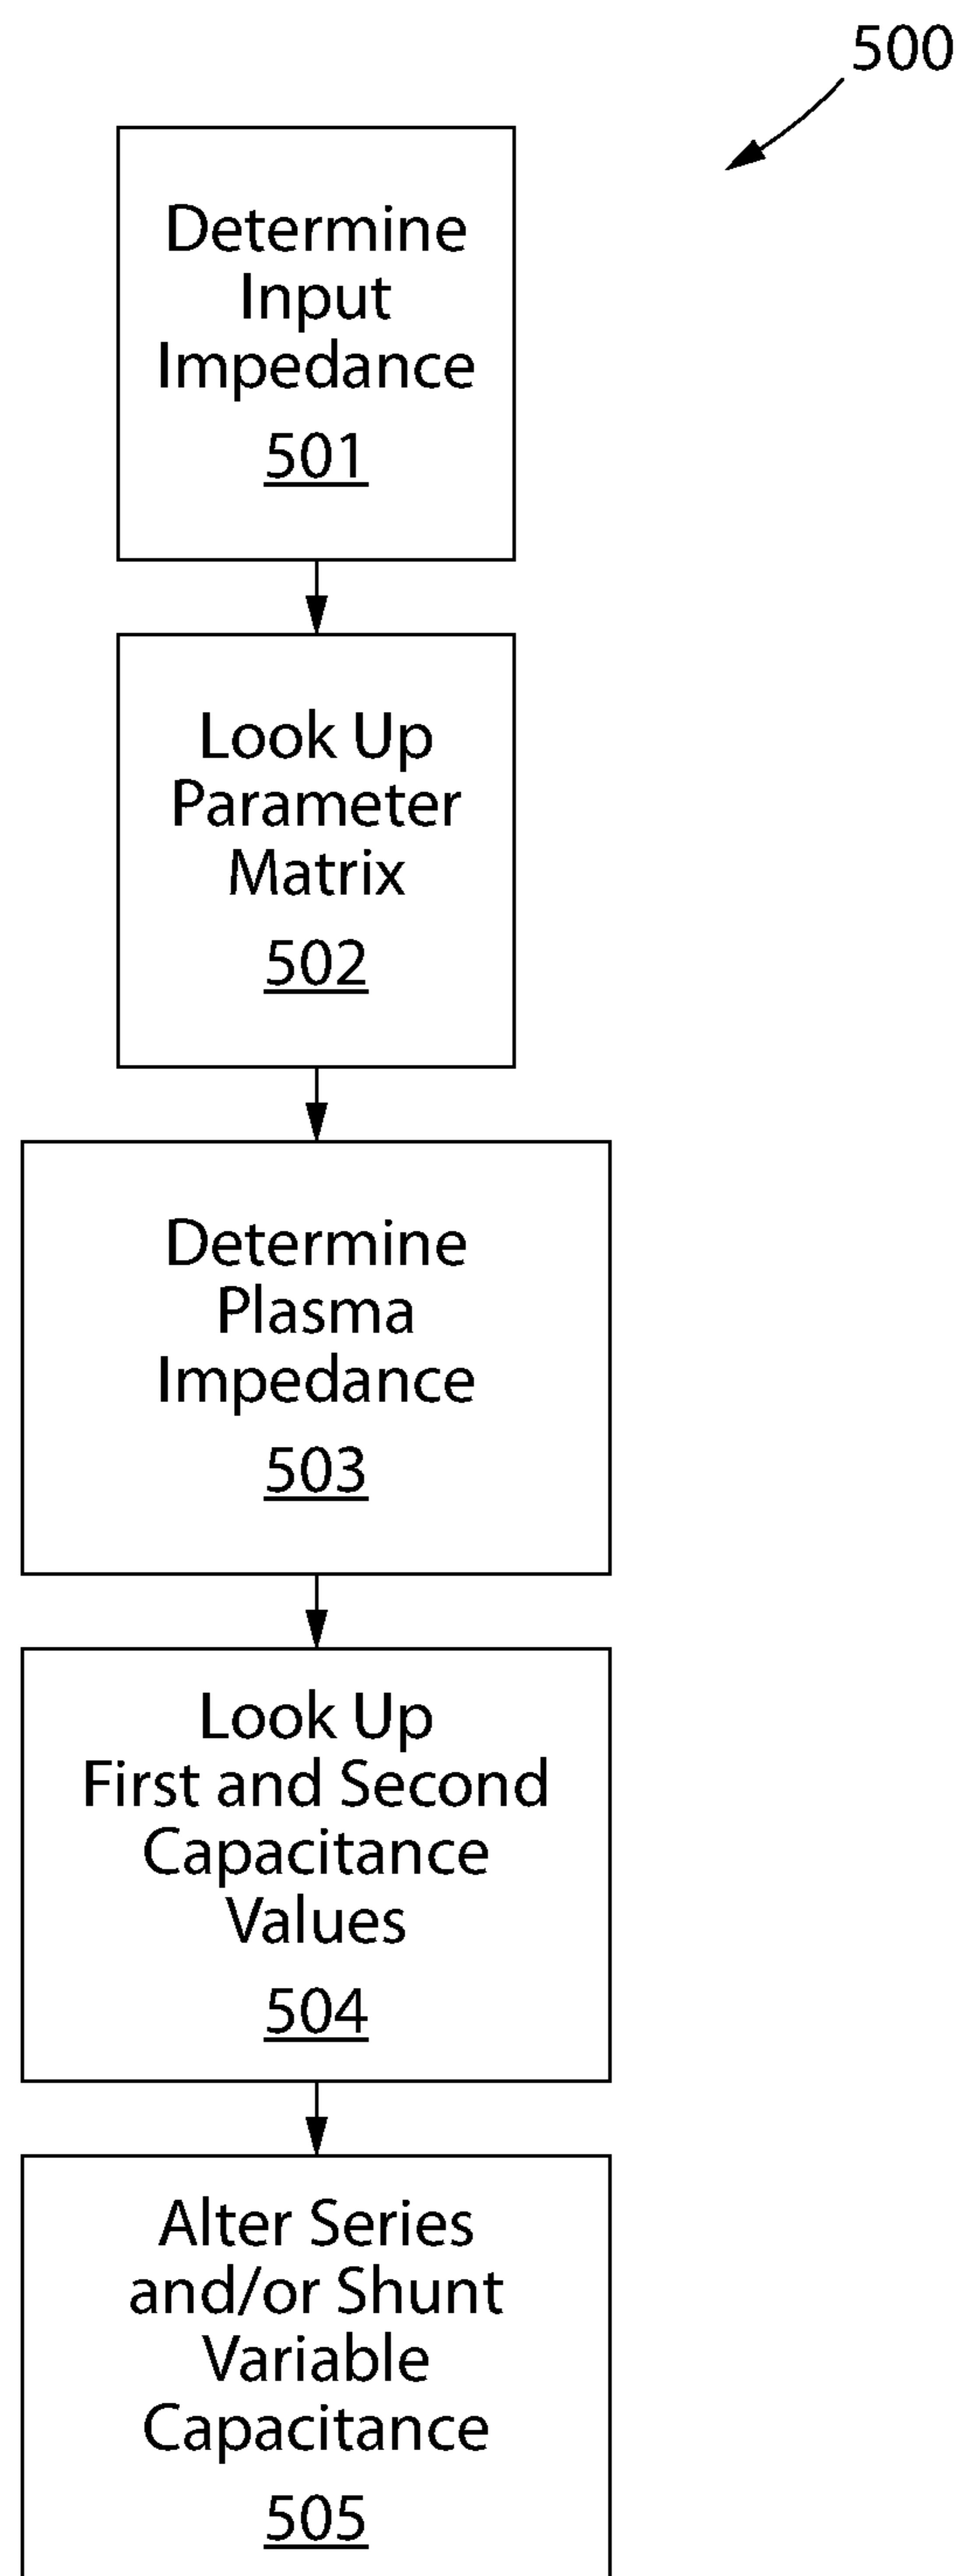 500
Determine
Input
Impedance
501
Look Up
Parameter
Matrix
502
Determine
Plasma
Impedance
503
Look Up
First and Second
Capacitance
Values
504
Alter Series
and/or Shunt
Variable
Capacitance
505